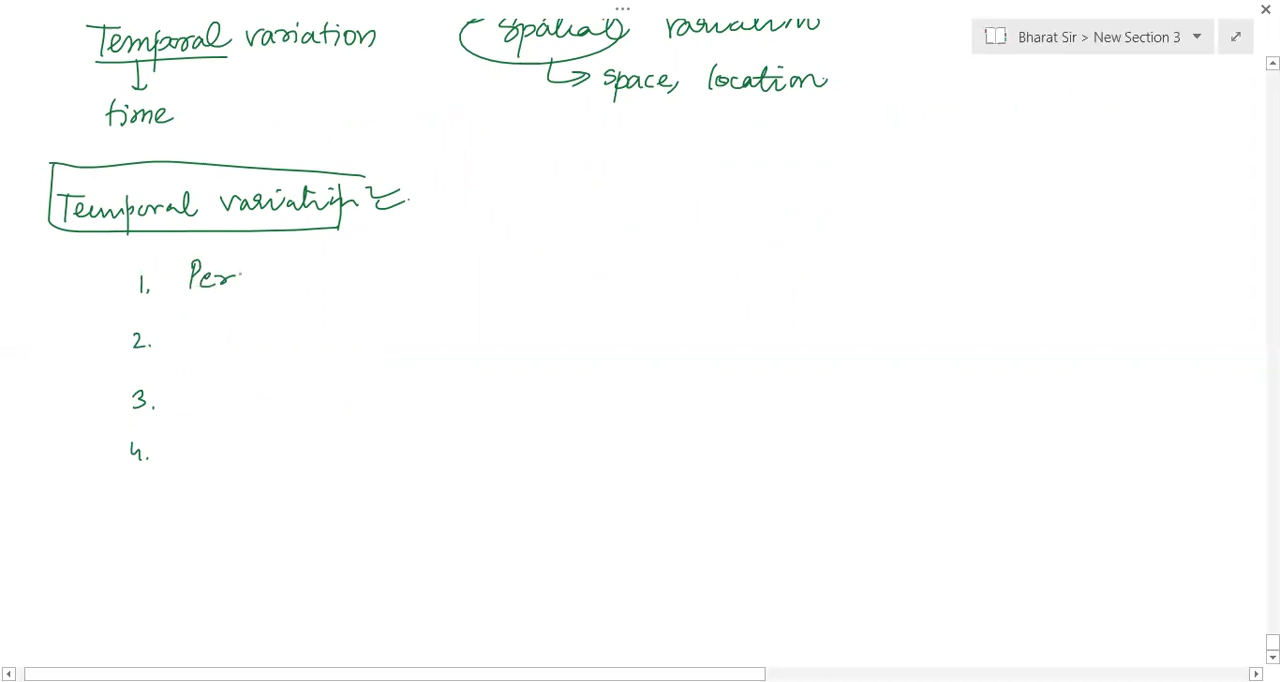 Temporal variation spatial variation
↳ space, location
time
Temporal variation
1. Per
2.
3.
4.
Bharat Sir > New Section 3